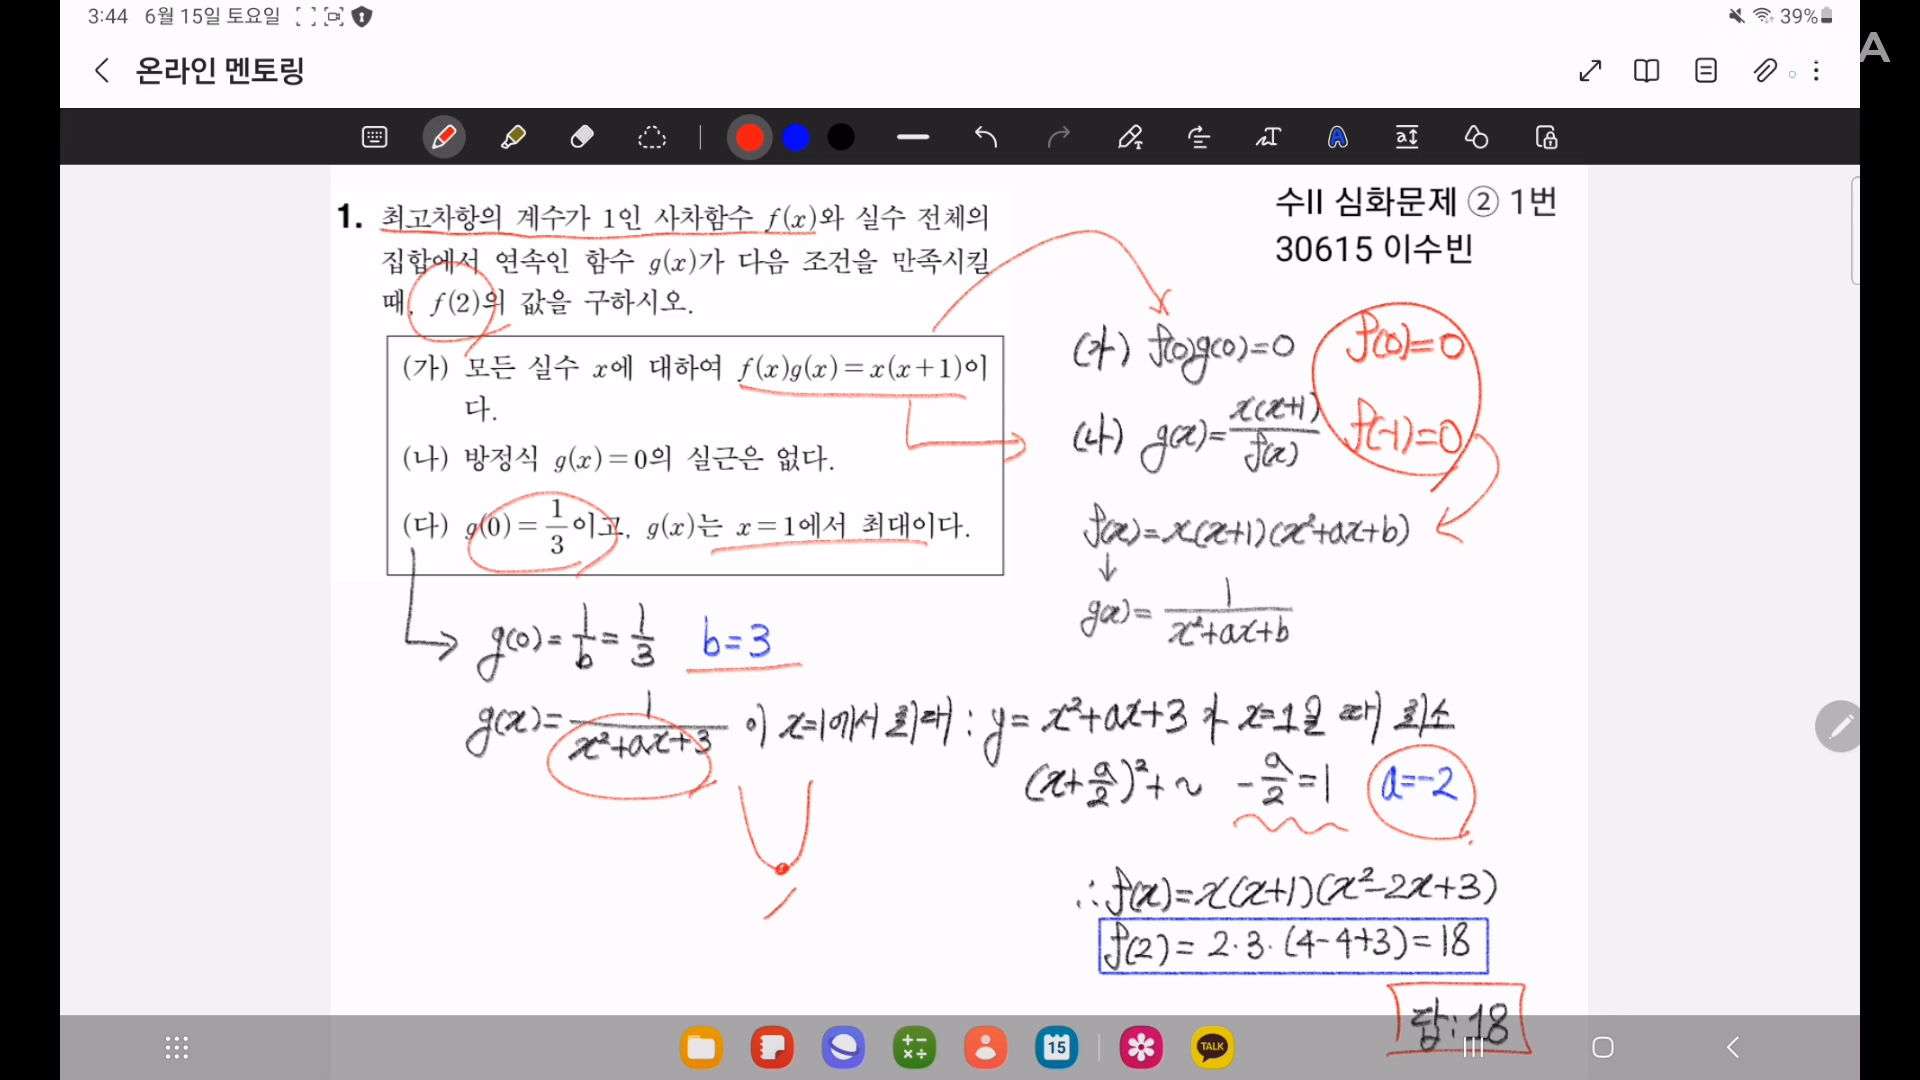 3:44 6월 15일 토요일
39%
온라인 멘토링
A
수II 심화문제 ② 1번
30615 이수빈
1. 최고차항의 계수가 1인 사차함수 f(x)와 실수 전체의
집합에서 연속인 함수 g(x)가 다음 조건을 만족시킬
때, f(2)의 값을 구하시오.
(가) 모든 실수 x에 대하여 f(x)g(x)=x(x+1)이
다.
(나) 방정식 g(x)=0의 실근은 없다.
(다) g(0)=1/3이고, g(x)는 x=1에서 최대이다.
(가) f(0)g(0)=0 f(0)=0
(나) g(x)=x(x+1)/f(x) f(-1)=0
f(x)=x(x+1)(x²+ax+b)
↓
g(x)=1/(x²+ax+b)
g(0)=1/b=1/3 b=3
g(x)=1/(x²+ax+3) 이 x=1에서 최대 : y=x²+ax+3 가 x=1일 때 최소
(x+a/2)²+~ -a/2=1 a=-2
∴ f(x)=x(x+1)(x²-2x+3)
f(2)=2·3·(4-4+3)=18
답:18
15
TALK